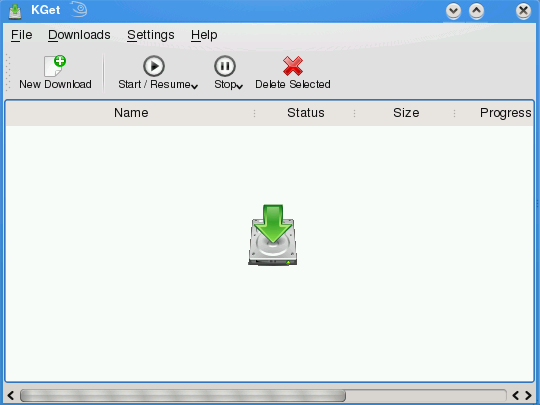 KGet
File Downloads Settings Help
New Download Start / Resume Stop Delete Selected
Name Status Size Progress